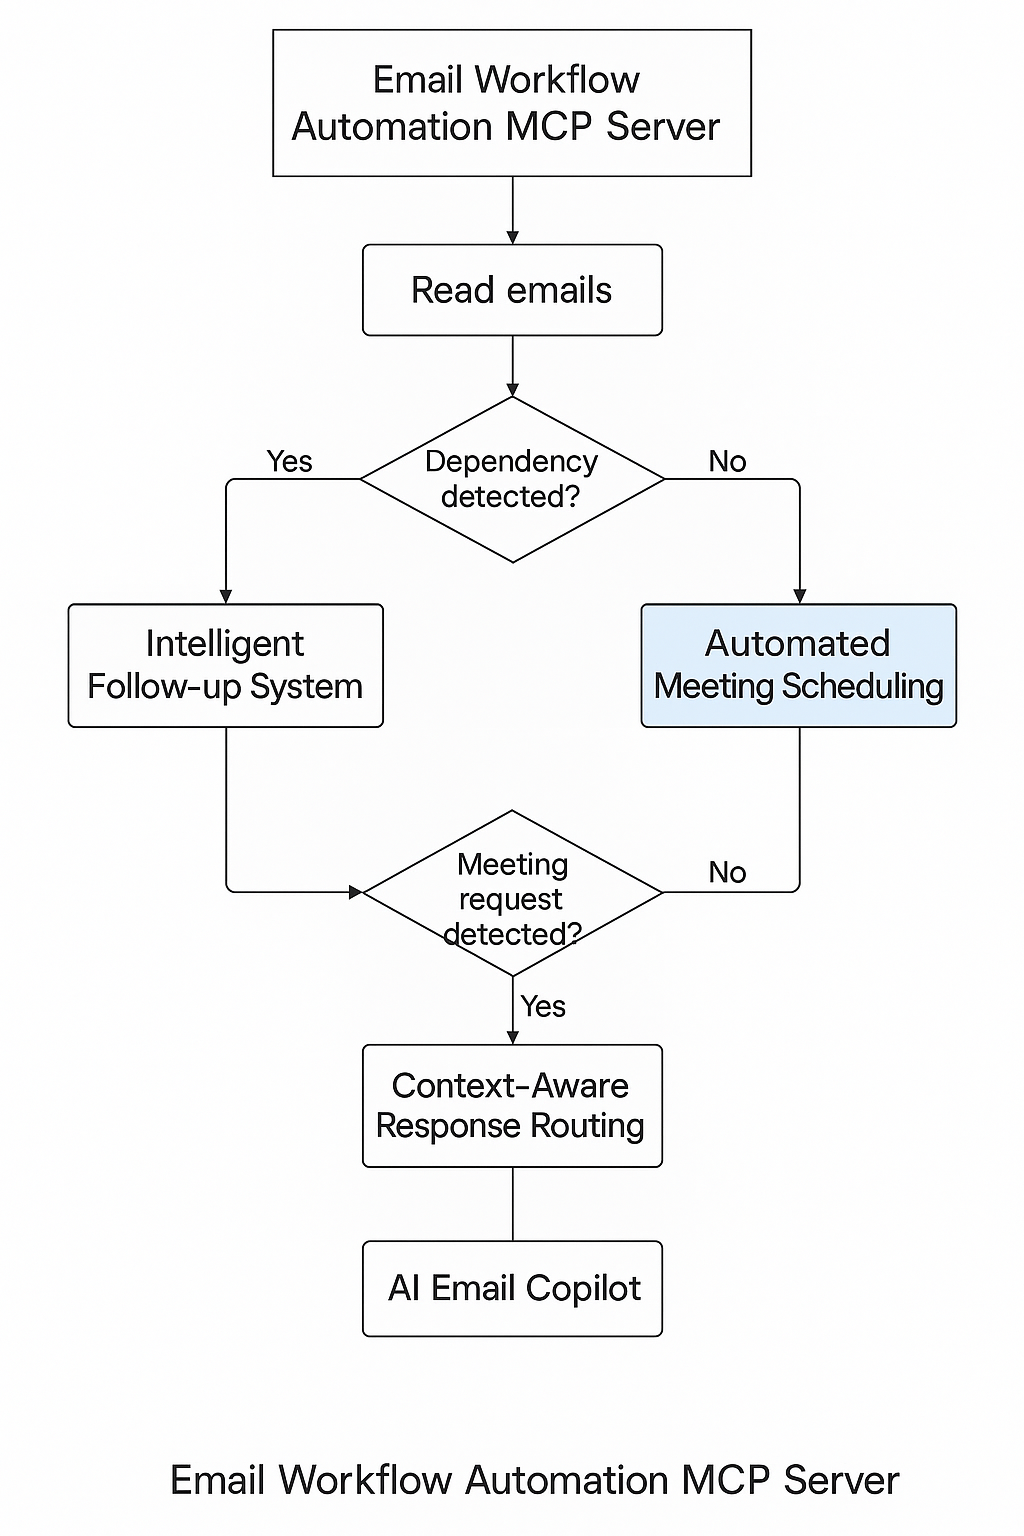 Email Workflow
Automation MCP Server
Read emails
Dependency
detected?
Yes
No
Intelligent
Follow-up System
Automated
Meeting Scheduling
Meeting
request
detected?
No
Yes
Context-Aware
Response Routing
AI Email Copilot
Email Workflow Automation MCP Server